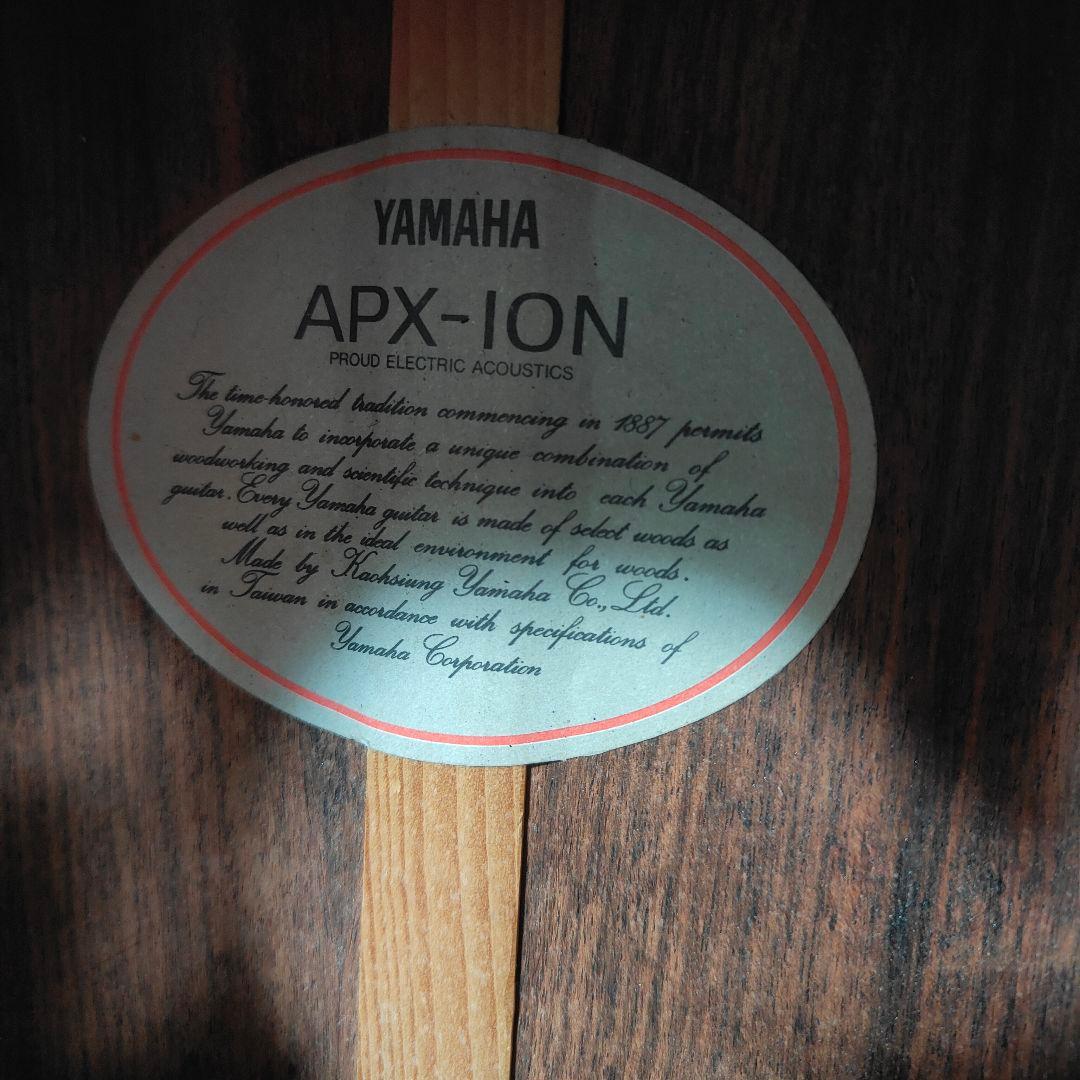 YAMAHA
APX-10N
PROUD ELECTRIC ACOUSTICS
The time-honored tradition commencing in 1887 permits
Yamaha to incorporate a unique combination of
woodworking and scientific technique into each Yamaha
guitar. Every Yamaha guitar is made of select woods as
well as in the ideal environment for woods.
Made by Kaohsiung Yamaha Co., Ltd.
in Taiwan in accordance with specifications of
Yamaha Corporation